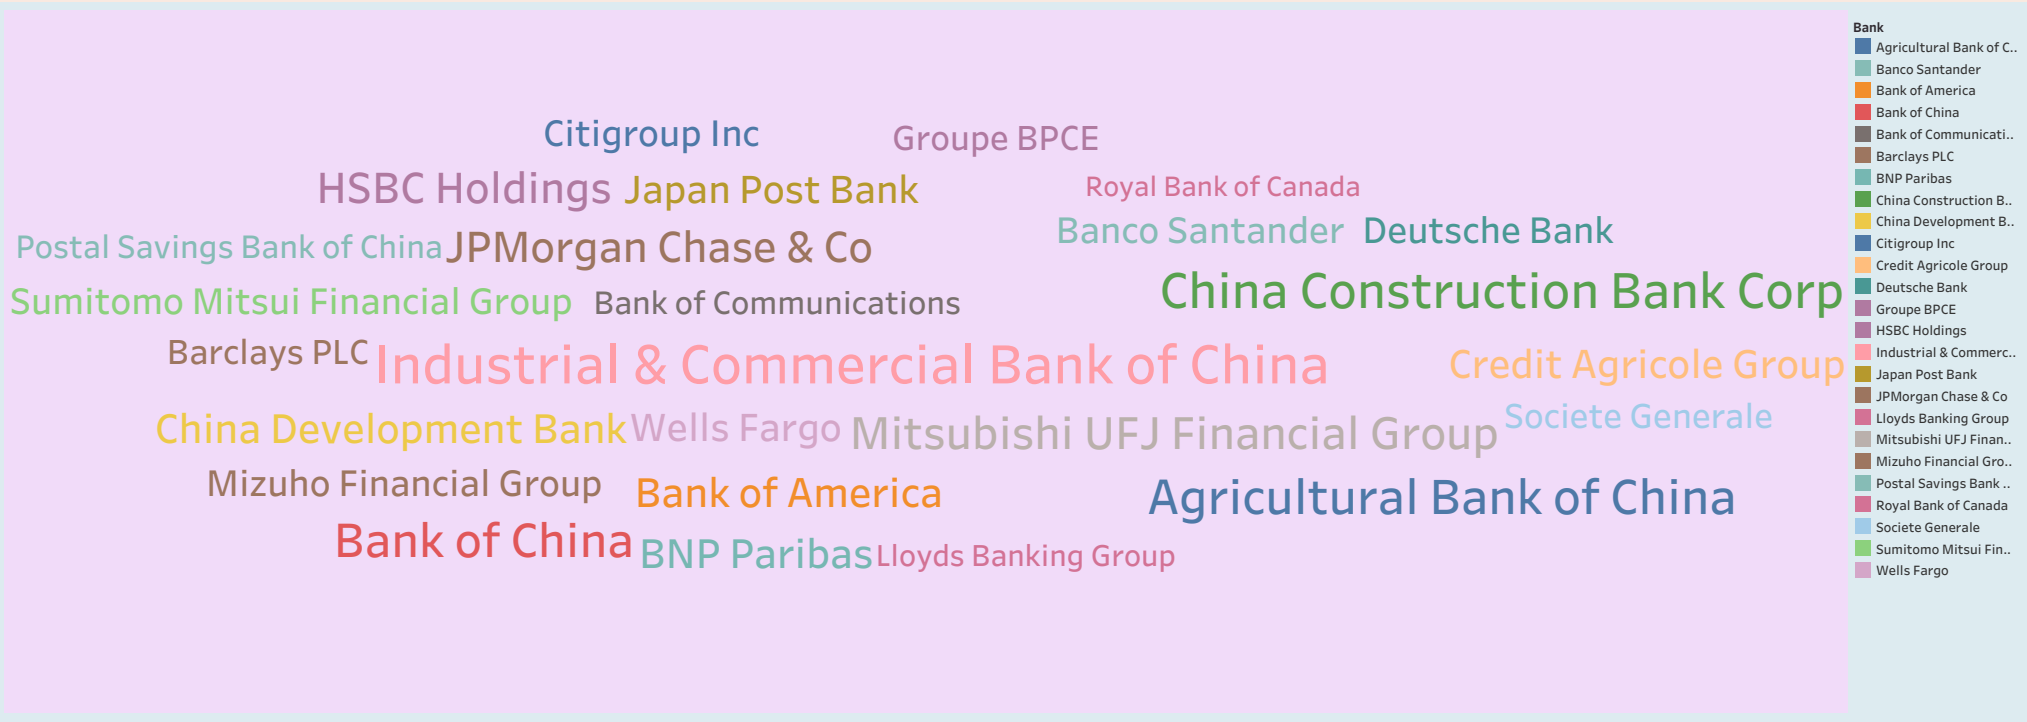 Citigroup Inc
Groupe BPCE
HSBC Holdings
Japan Post Bank
Royal Bank of Canada
Banco Santander
Deutsche Bank
Postal Savings Bank of China
JPMorgan Chase & Co
China Construction Bank Corp
Sumitomo Mitsui Financial Group
Bank of Communications
Barclays PLC
Industrial & Commercial Bank of China
Credit Agricole Group
China Development Bank
Wells Fargo
Mitsubishi UFJ Financial Group
Societe Generale
Mizuho Financial Group
Bank of America
Agricultural Bank of China
Bank of China
BNP Paribas
Lloyds Banking Group
Bank
Agricultural Bank of C..
Banco Santander
Bank of America
Bank of China
Bank of Communicati..
Barclays PLC
BNP Paribas
China Construction B..
China Development B..
Citigroup Inc
Credit Agricole Group
Deutsche Bank
Groupe BPCE
HSBC Holdings
Industrial & Commerc..
Japan Post Bank
JPMorgan Chase & Co
Lloyds Banking Group
Mitsubishi UFJ Finan..
Mizuho Financial Gro..
Postal Savings Bank ..
Royal Bank of Canada
Societe Generale
Sumitomo Mitsui Fin..
Wells Fargo